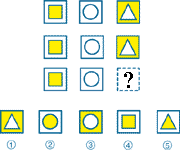 ?
① ② ③ ④ ⑤